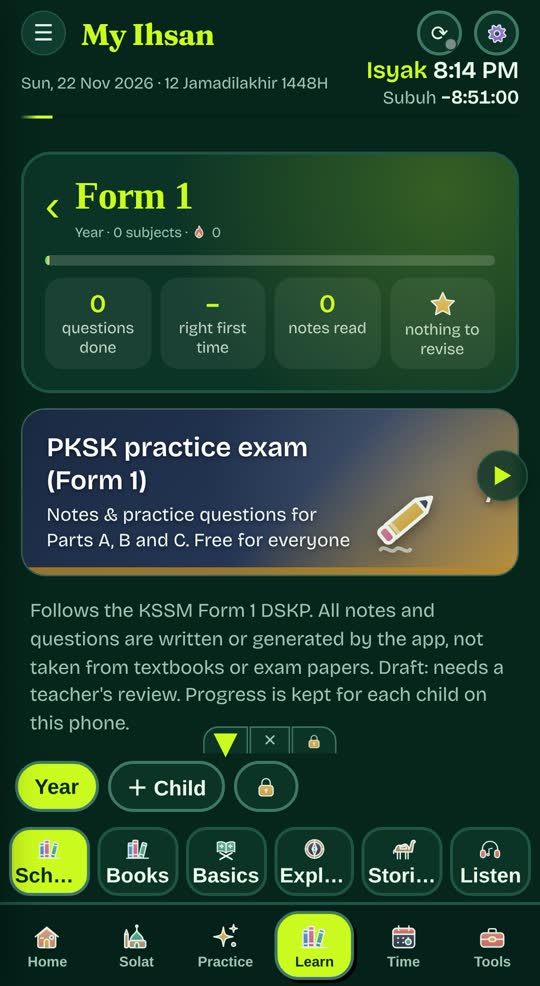 My Ihsan
Sun, 22 Nov 2026 · 12 Jamadilakhir 1448H
Isyak 8:14 PM
Subuh −8:51:00
Form 1
Year · 0 subjects · 0
0
questions
done
–
right first
time
0
notes read
nothing to
revise
PKSK practice exam
(Form 1)
Notes & practice questions for
Parts A, B and C. Free for everyone
Follows the KSSM Form 1 DSKP. All notes and
questions are written or generated by the app, not
taken from textbooks or exam papers. Draft: needs a
teacher's review. Progress is kept for each child on
this phone.
Year
+ Child
Sch...
Books
Basics
Expl...
Stori...
Listen
Home
Solat
Practice
Learn
Time
Tools